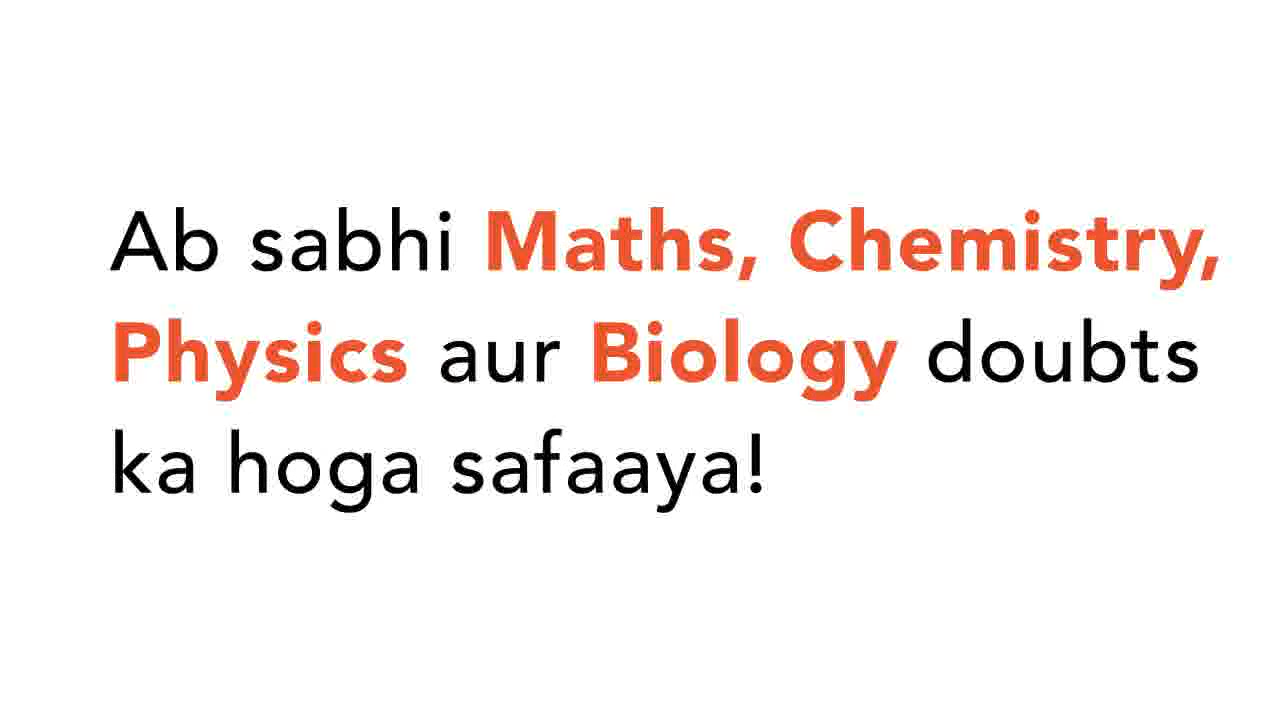 Ab sabhi Maths, Chemistry,
Physics aur Biology doubts
ka hoga safaaya!